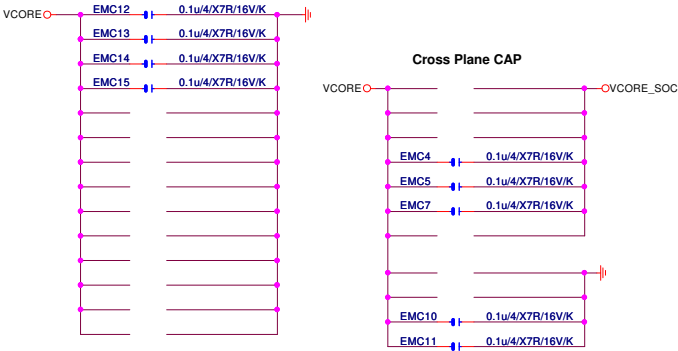 VCORE
EMC12 0.1u/4/X7R/16V/K
EMC13 0.1u/4/X7R/16V/K
EMC14 0.1u/4/X7R/16V/K
EMC15 0.1u/4/X7R/16V/K
Cross Plane CAP
VCORE VCORE_SOC
EMC4 0.1u/4/X7R/16V/K
EMC5 0.1u/4/X7R/16V/K
EMC7 0.1u/4/X7R/16V/K
EMC10 0.1u/4/X7R/16V/K
EMC11 0.1u/4/X7R/16V/K